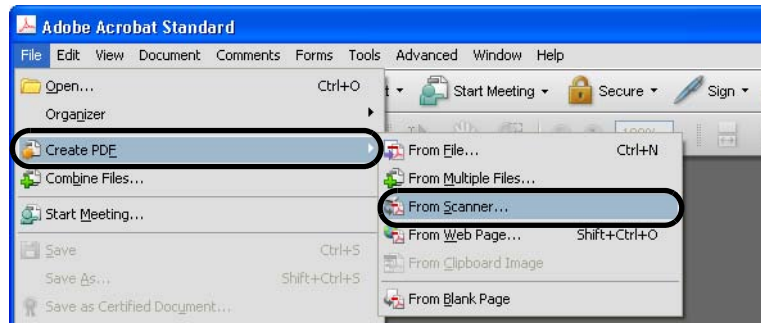 Adobe Acrobat Standard
File Edit View Document Comments Forms Tools Advanced Window Help
Open... Ctrl+O
Start Meeting Secure Sign
Organizer
Create PDF
From File... Ctrl+N
Combine Files...
From Multiple Files...
Start Meeting...
From Scanner...
Save Ctrl+S
From Web Page... Shift+Ctrl+O
Save As... Shift+Ctrl+S
From Clipboard Image
Save as Certified Document...
From Blank Page